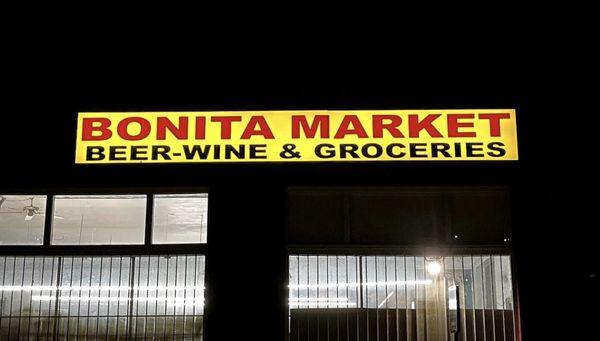 BONITA MARKET
BEER-WINE & GROCERIES